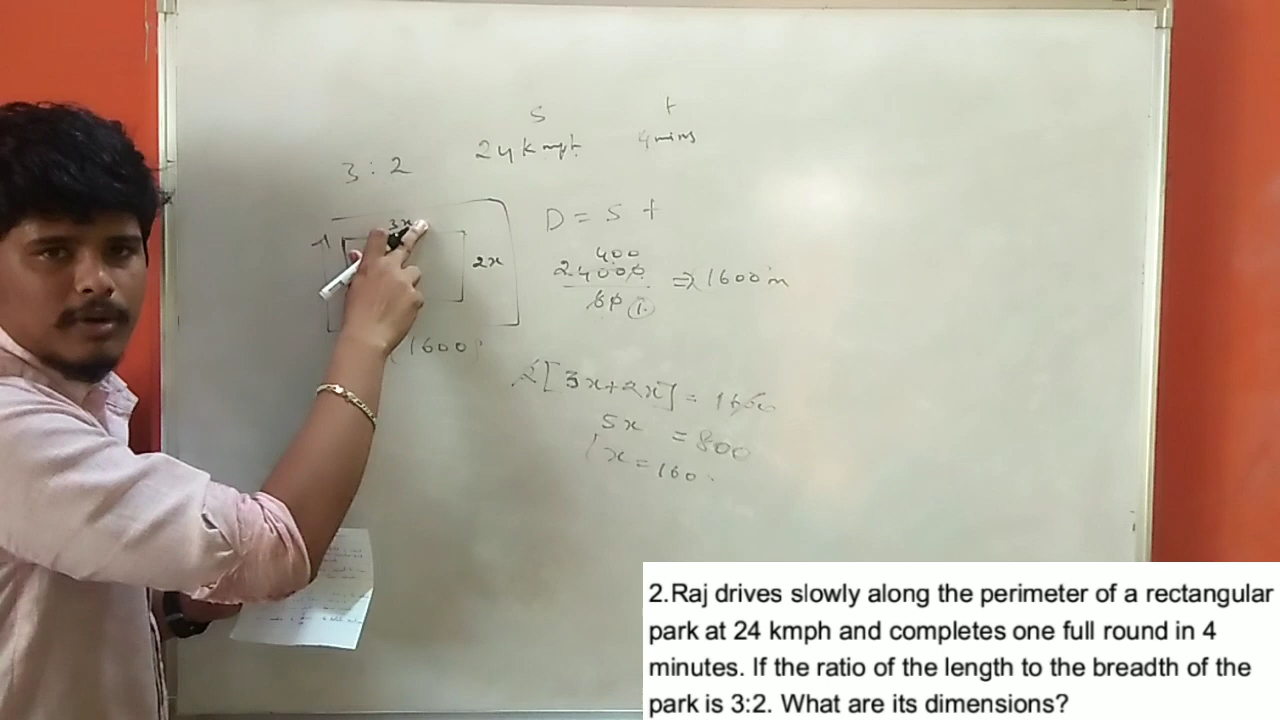 S t
3 : 2 24 kmph 4 mins
D = S t
3x
2x
400
24000 ⇒ 1600 m
60
1600
2[3x+2x] = 1600
5x = 800
x = 160
2.Raj drives slowly along the perimeter of a rectangular
park at 24 kmph and completes one full round in 4
minutes. If the ratio of the length to the breadth of the
park is 3:2. What are its dimensions?